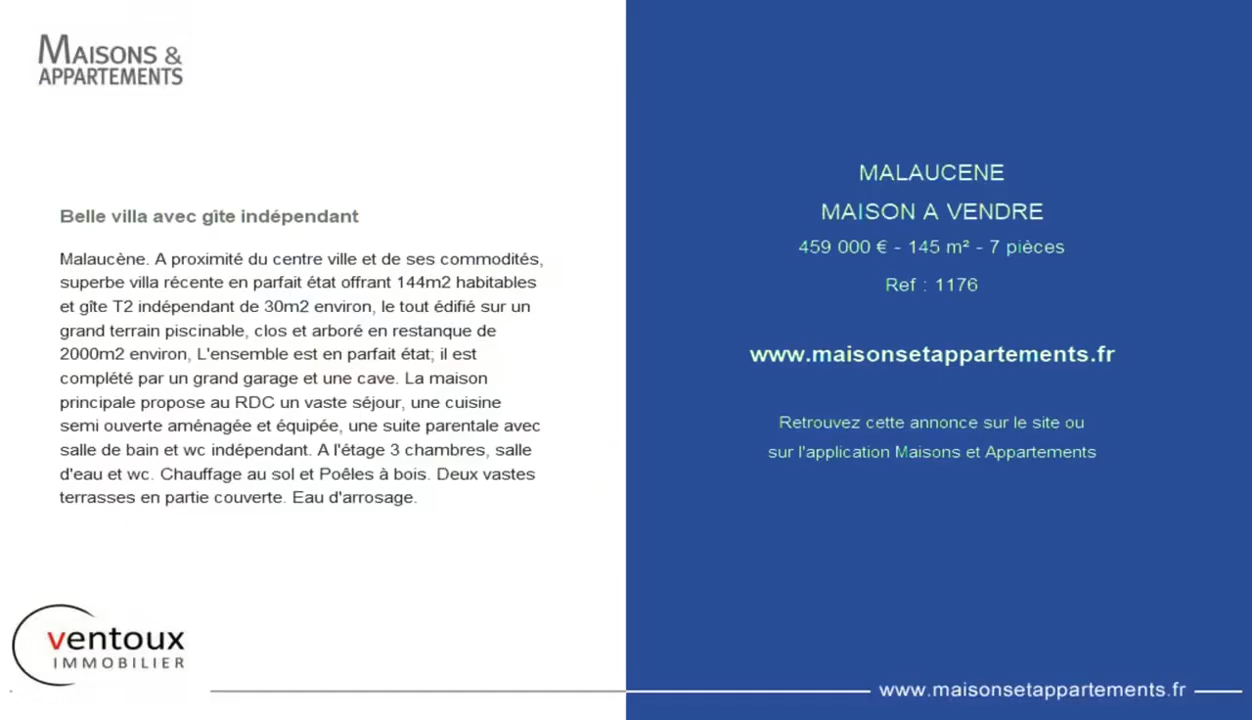 MAISONS &
APPARTEMENTS
Belle villa avec gîte indépendant
Malaucène. A proximité du centre ville et de ses commodités,
superbe villa récente en parfait état offrant 144m2 habitables
et gîte T2 indépendant de 30m2 environ, le tout édifié sur un
grand terrain piscinable, clos et arboré en restanque de
2000m2 environ, L'ensemble est en parfait état; il est
complété par un grand garage et une cave. La maison
principale propose au RDC un vaste séjour, une cuisine
semi ouverte aménagée et équipée, une suite parentale avec
salle de bain et wc indépendant. A l'étage 3 chambres, salle
d'eau et wc. Chauffage au sol et Poêles à bois. Deux vastes
terrasses en partie couverte. Eau d'arrosage.
ventoux
IMMOBILIER
MALAUCENE
MAISON A VENDRE
459 000 € - 145 m² - 7 pièces
Ref : 1176
www.maisonsetappartements.fr
Retrouvez cette annonce sur le site ou
sur l'application Maisons et Appartements
www.maisonsetappartements.fr